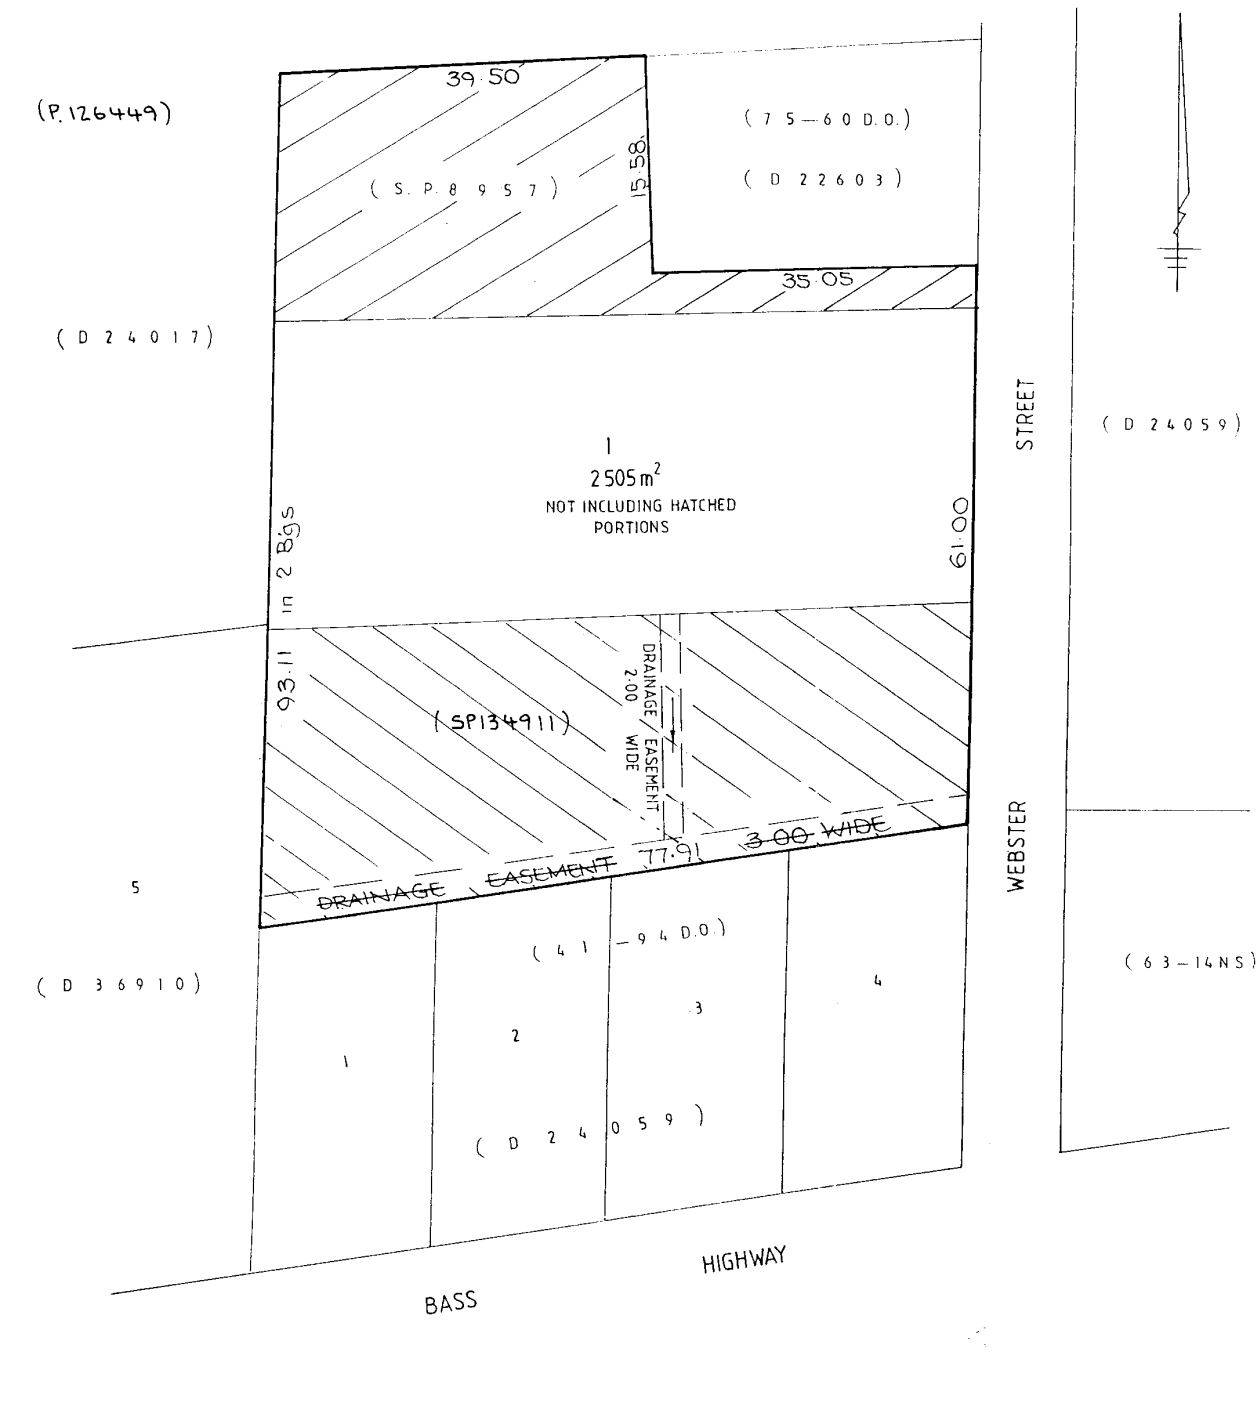 39.50
(P.126449)
(75-60 D.O.)
15.58
(S.P. 8957)
(D 22603)
35.05
(D 24017)
STREET
(D 24059)
1
2505m²
NOT INCLUDING HATCHED
PORTIONS
61.00
in 2 B'gs
93.11
DRAINAGE EASEMENT
2.00 WIDE
(SP134911)
WEBSTER
DRAINAGE EASEMENT 77.91 3.00 WIDE
5
(41-94 D.O.)
(63-14NS)
(D 36910)
4
3
2
1
(D 24059)
HIGHWAY
BASS